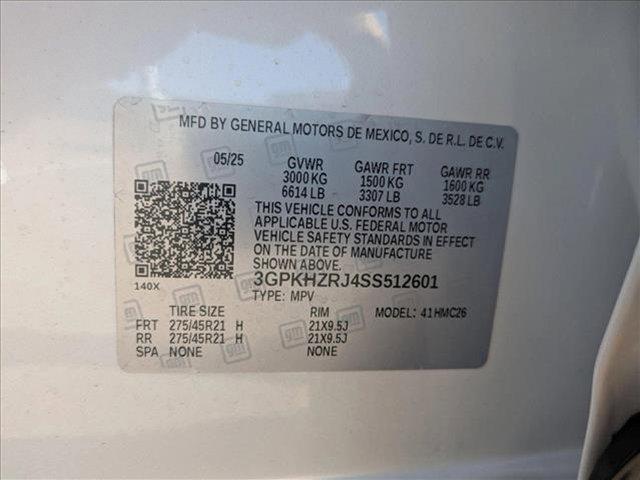 MFD BY GENERAL MOTORS DE MEXICO, S. DE R.L. DE C.V.
05/25 GVWR GAWR FRT GAWR RR
3000 KG 1500 KG 1600 KG
6614 LB 3307 LB 3528 LB
THIS VEHICLE CONFORMS TO ALL
APPLICABLE U.S. FEDERAL MOTOR
VEHICLE SAFETY STANDARDS IN EFFECT
ON THE DATE OF MANUFACTURE
SHOWN ABOVE.
140X
3GPKHZRJ4SS512601
TYPE: MPV
TIRE SIZE RIM MODEL: 41HMC26
FRT 275/45R21 H 21X9.5J
RR 275/45R21 H 21X9.5J
SPA NONE NONE